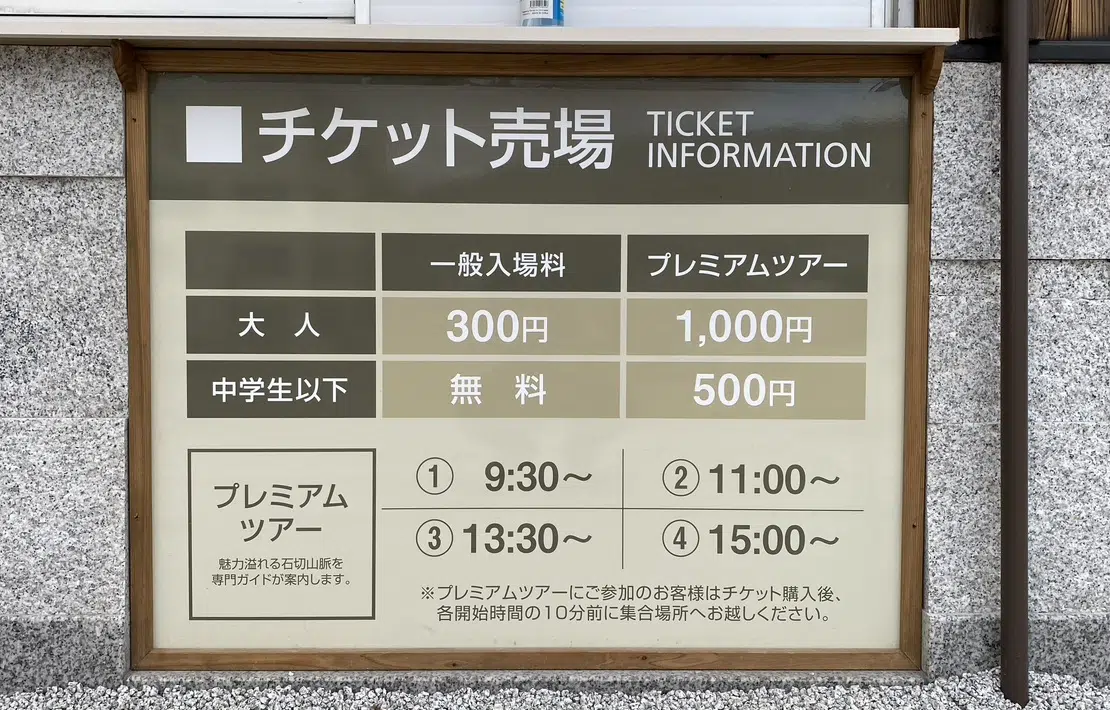 ■チケット売場
TICKET
INFORMATION
一般入場料 プレミアムツアー
大 人 300円 1,000円
中学生以下 無 料 500円
プレミアム
ツアー
魅力溢れる石切山脈を
専門ガイドが案内します。
① 9:30～ ② 11:00～
③ 13:30～ ④ 15:00～
※プレミアムツアーにご参加のお客様はチケット購入後、
各開始時間の10分前に集合場所へお越しください。